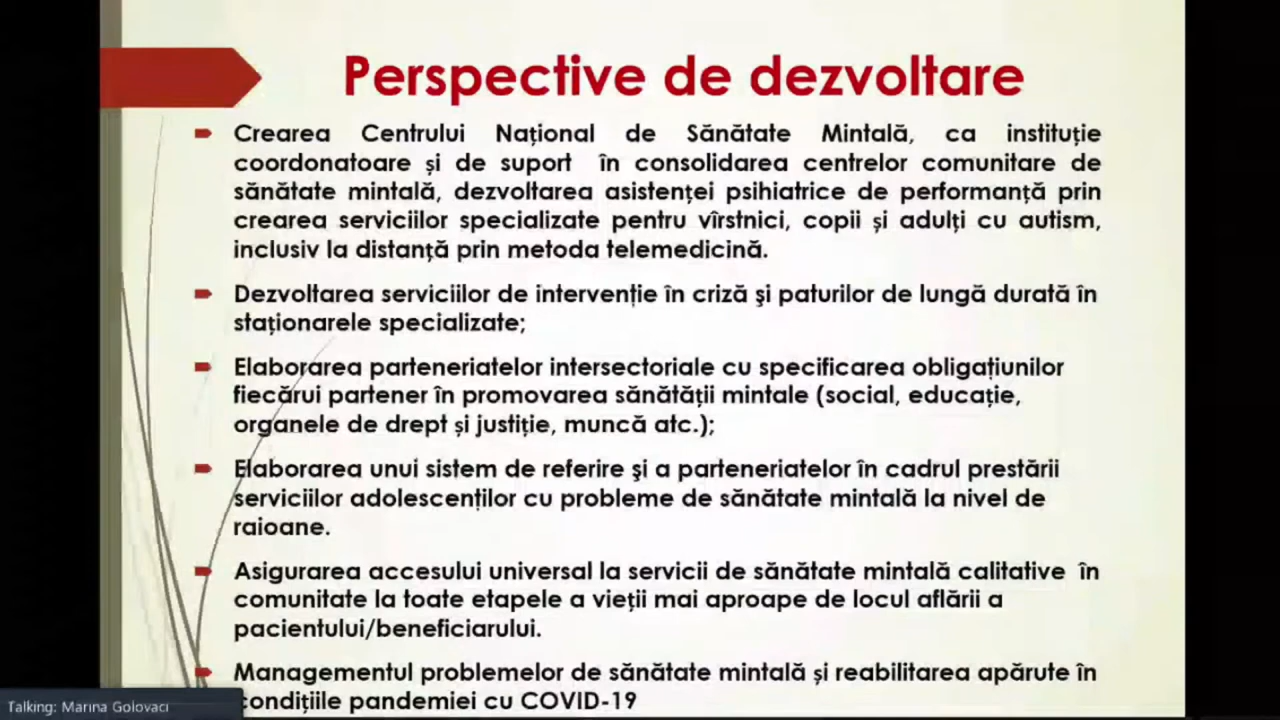 Perspective de dezvoltare
Crearea Centrului Național de Sănătate Mintală, ca instituție
coordonatoare și de suport în consolidarea centrelor comunitare de
sănătate mintală, dezvoltarea asistenței psihiatrice de performanță prin
crearea serviciilor specializate pentru vîrstnici, copii și adulți cu autism,
inclusiv la distanță prin metoda telemedicină.
Dezvoltarea serviciilor de intervenție în criză şi paturilor de lungă durată în
staționarele specializate;
Elaborarea parteneriatelor intersectoriale cu specificarea obligațiunilor
fiecărui partener în promovarea sănătății mintale (social, educație,
organele de drept și justiție, muncă atc.);
Elaborarea unui sistem de referire şi a parteneriatelor în cadrul prestării
serviciilor adolescenților cu probleme de sănătate mintală la nivel de
raioane.
Asigurarea accesului universal la servicii de sănătate mintală calitative în
comunitate la toate etapele a vieții mai aproape de locul aflării a
pacientului/beneficiarului.
Managementul problemelor de sănătate mintală și reabilitarea apărute în
condițiile pandemiei cu COVID-19
Talking: Marina Golovaci